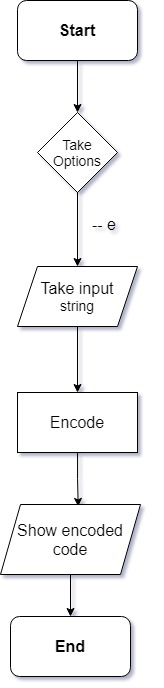 Start
Take
Options
-- e
Take input
string
Encode
Show encoded
code
End